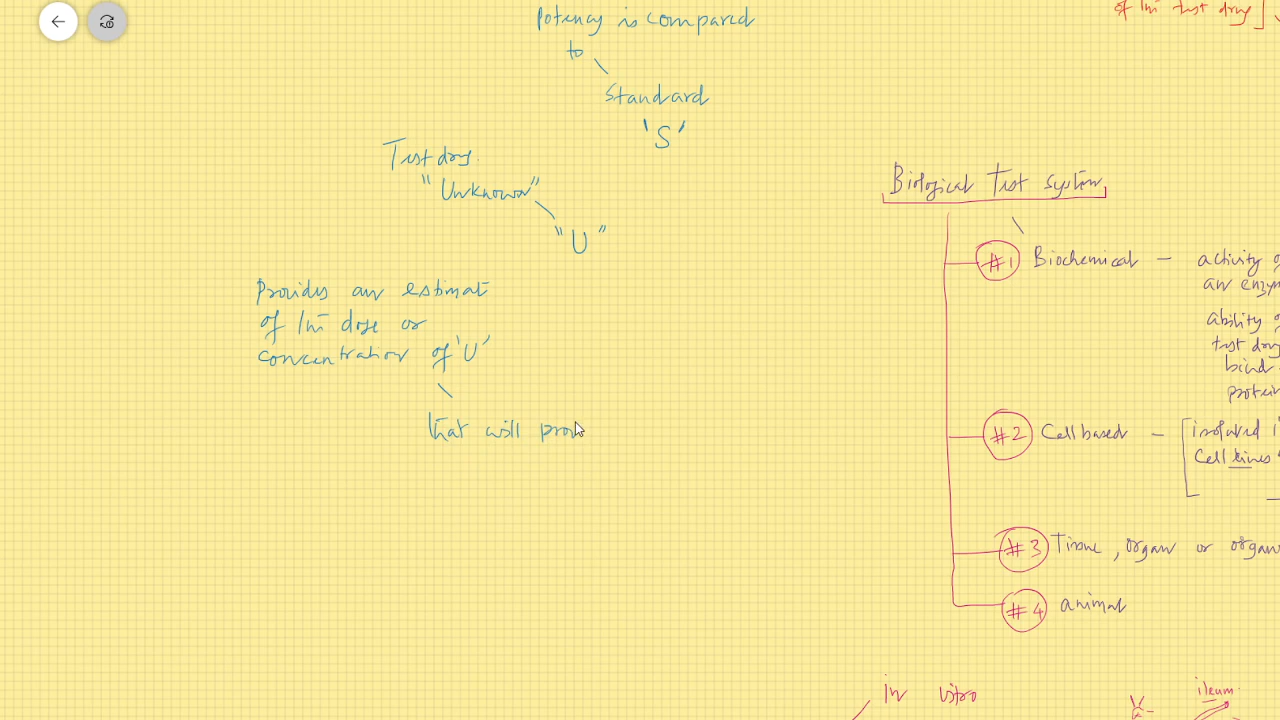 Potency is compared
to
Standard
'S'
Test drug.
"Unknown"
"U"
Provides an estimat
of the dose or
concentration of 'U'
that will prov
of the test drug]
Biological Test system
#1 Biochemical - activity o
an enzym
ability o
test drug
bind
protein
#2 Cell based - [isolated
Cell lines
#3 Tissue, organ or organ
#4 animal
in vitro
ileum.